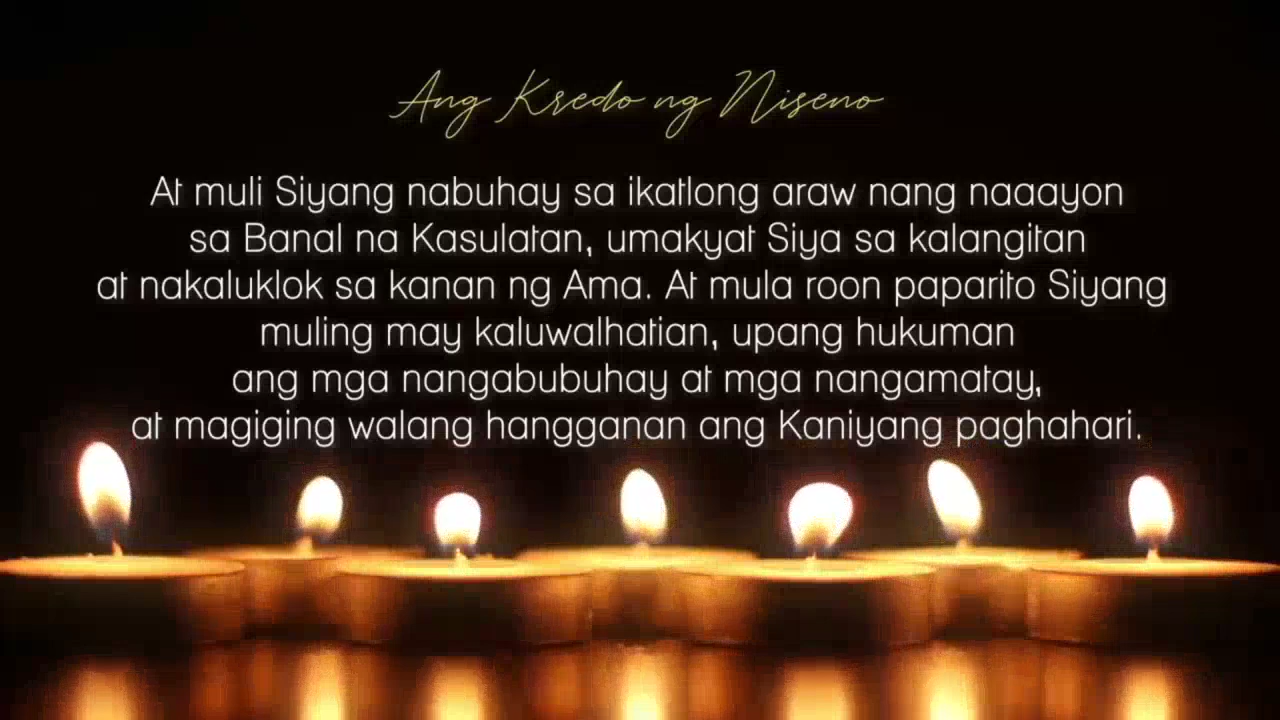 Ang Kredo ng Niseno
At muli Siyang nabuhay sa ikatlong araw nang naaayon
sa Banal na Kasulatan, umakyat Siya sa kalangitan
at nakaluklok sa kanan ng Ama. At mula roon paparito Siyang
muling may kaluwalhatian, upang hukuman
ang mga nangabubuhay at mga nangamatay,
at magiging walang hangganan ang Kaniyang paghahari.